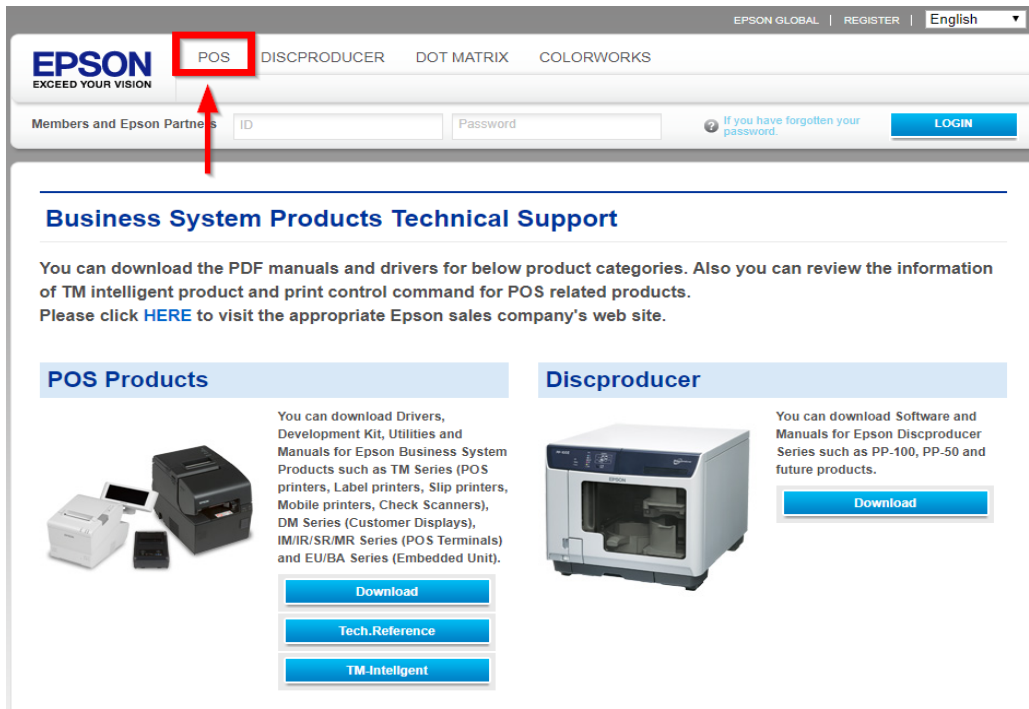 EPSON GLOBAL | REGISTER | English
EPSON
EXCEED YOUR VISION
POS DISCPRODUCER DOT MATRIX COLORWORKS
Members and Epson Partners ID Password
If you have forgotten your
password.
LOGIN
Business System Products Technical Support
You can download the PDF manuals and drivers for below product categories. Also you can review the information
of TM intelligent product and print control command for POS related products.
Please click HERE to visit the appropriate Epson sales company's web site.
POS Products
You can download Drivers,
Development Kit, Utilities and
Manuals for Epson Business System
Products such as TM Series (POS
printers, Label printers, Slip printers,
Mobile printers, Check Scanners),
DM Series (Customer Displays),
IM/IR/SR/MR Series (POS Terminals)
and EU/BA Series (Embedded Unit).
Download
Tech.Reference
TM-Intelligent
Discproducer
EPSON
You can download Software and
Manuals for Epson Discproducer
Series such as PP-100, PP-50 and
future products.
Download